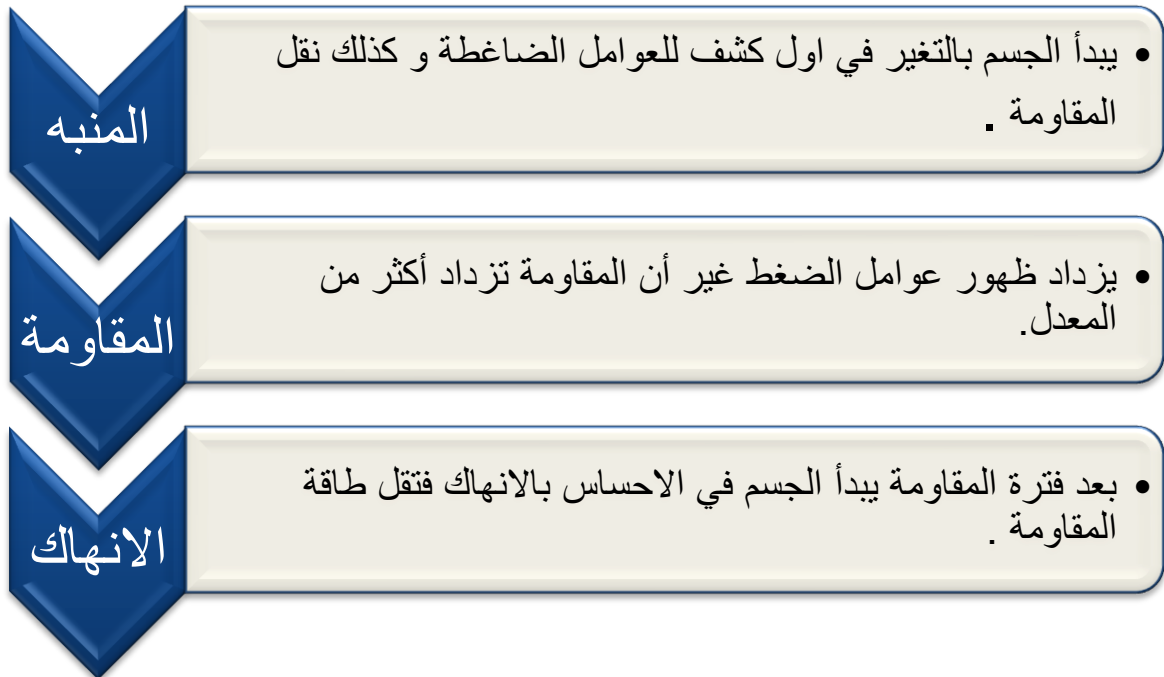 المنبه
• يبدأ الجسم بالتغير في اول كشف للعوامل الضاغطة و كذلك نقل
المقاومة .
المقاومة
• يزداد ظهور عوامل الضغط غير أن المقاومة تزداد أكثر من
المعدل.
الانهاك
• بعد فترة المقاومة يبدأ الجسم في الاحساس بالانهاك فتقل طاقة
المقاومة .